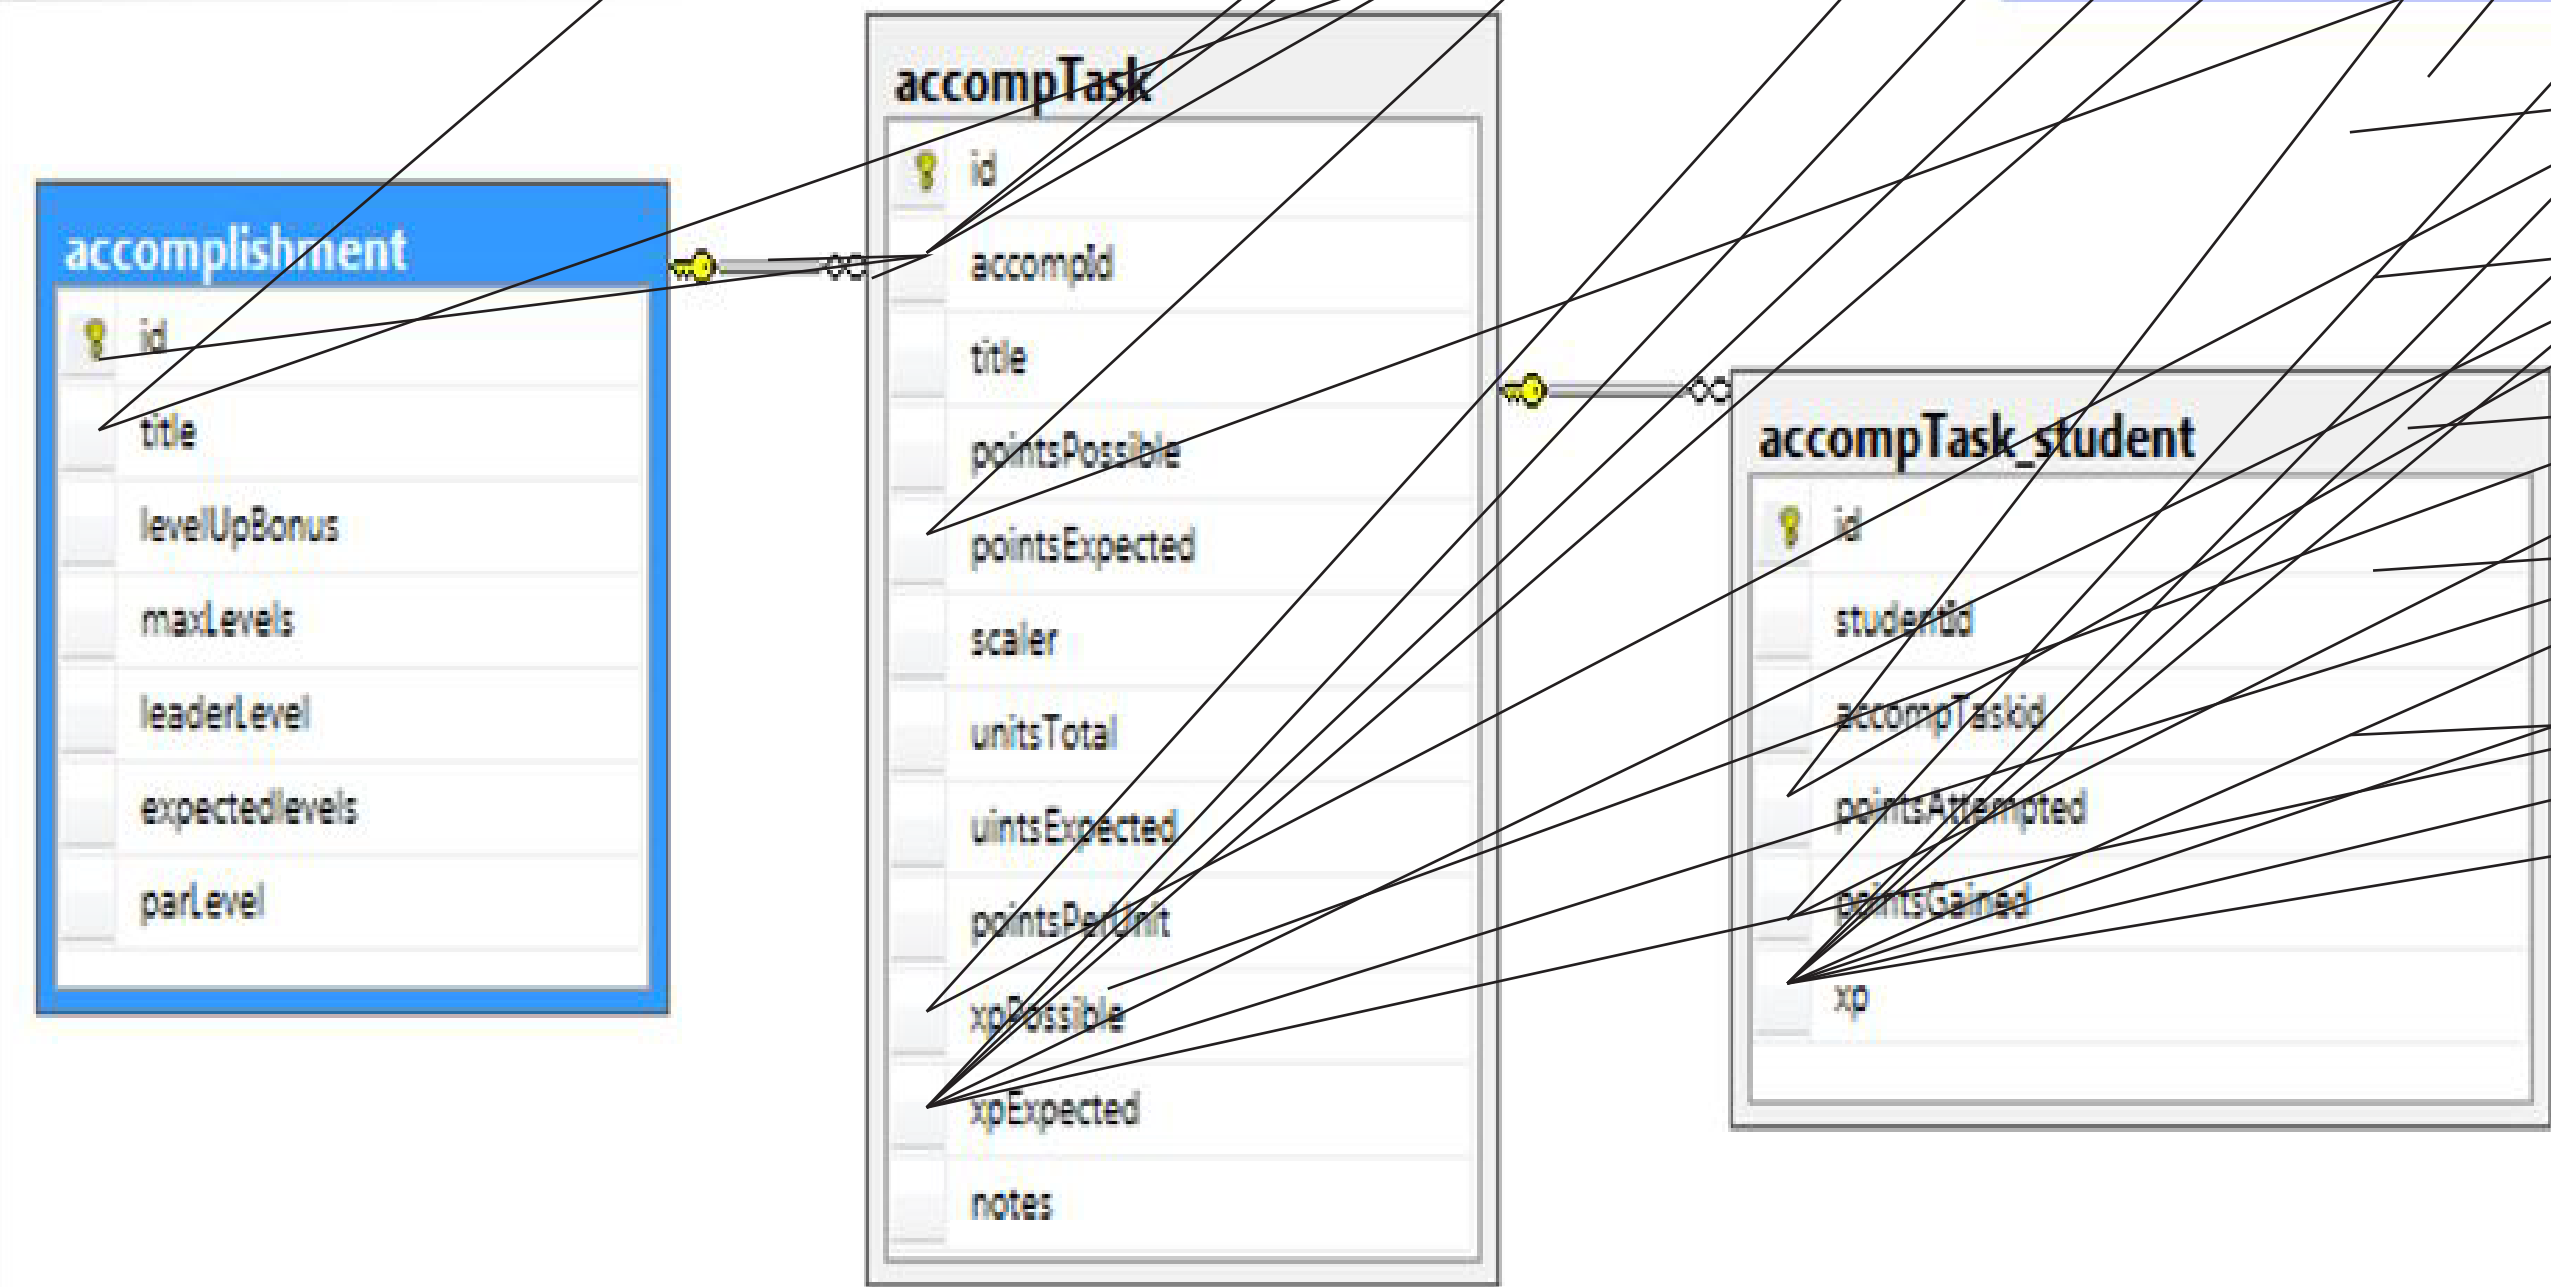 accomplishment
id
title
levelUpBonus
maxLevels
leaderLevel
expectedlevels
parLevel
accompTask
id
accompId
title
pointsPossible
pointsExpected
scaler
unitsTotal
uintsExpected
pointsPerUnit
xpPossible
xpExpected
notes
accompTask_student
id
studentid
accompTaskid
pointsAttempted
pointsGained
xp